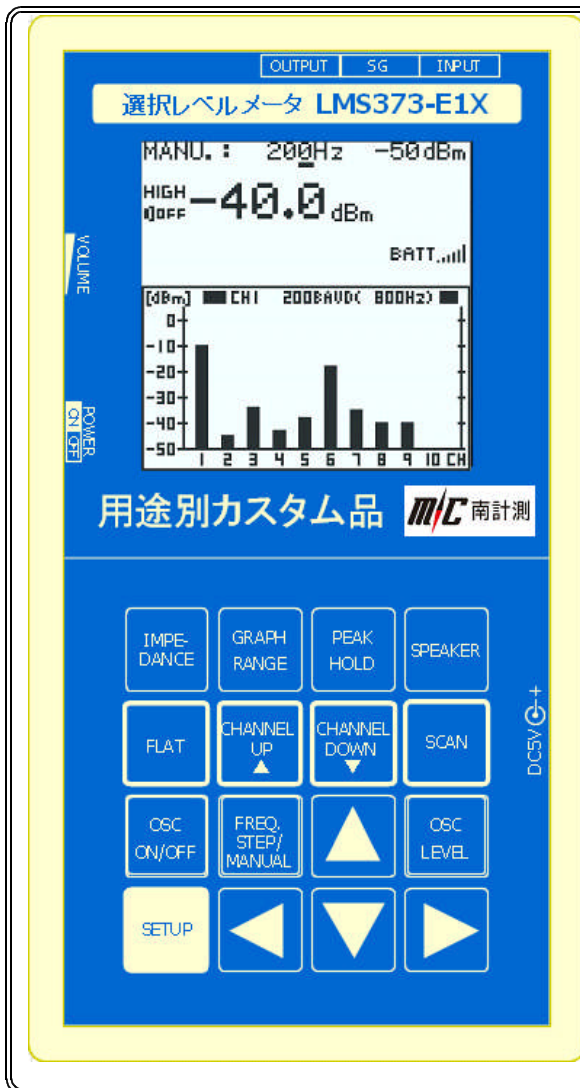 OUTPUT SG INPUT
選択レベルメータ LMS373-E1X
MANU.: 200Hz -50dBm
HIGH -40.0 dBm
OFF
BATT
VOLUME
[dBm] CH1 200BAUD( 800Hz)
0
-10
-20
-30
-40
-50
1 2 3 4 5 6 7 8 9 10 CH
POWER
ON OFF
用途別カスタム品 MIC 南計測
IMPE-
DANCE
GRAPH
RANGE
PEAK
HOLD
SPEAKER
FLAT
CHANNEL
UP
▲
CHANNEL
DOWN
▼
SCAN
DC5V - +
OSC
ON/OFF
FREQ.
STEP/
MANUAL
OSC
LEVEL
SETUP